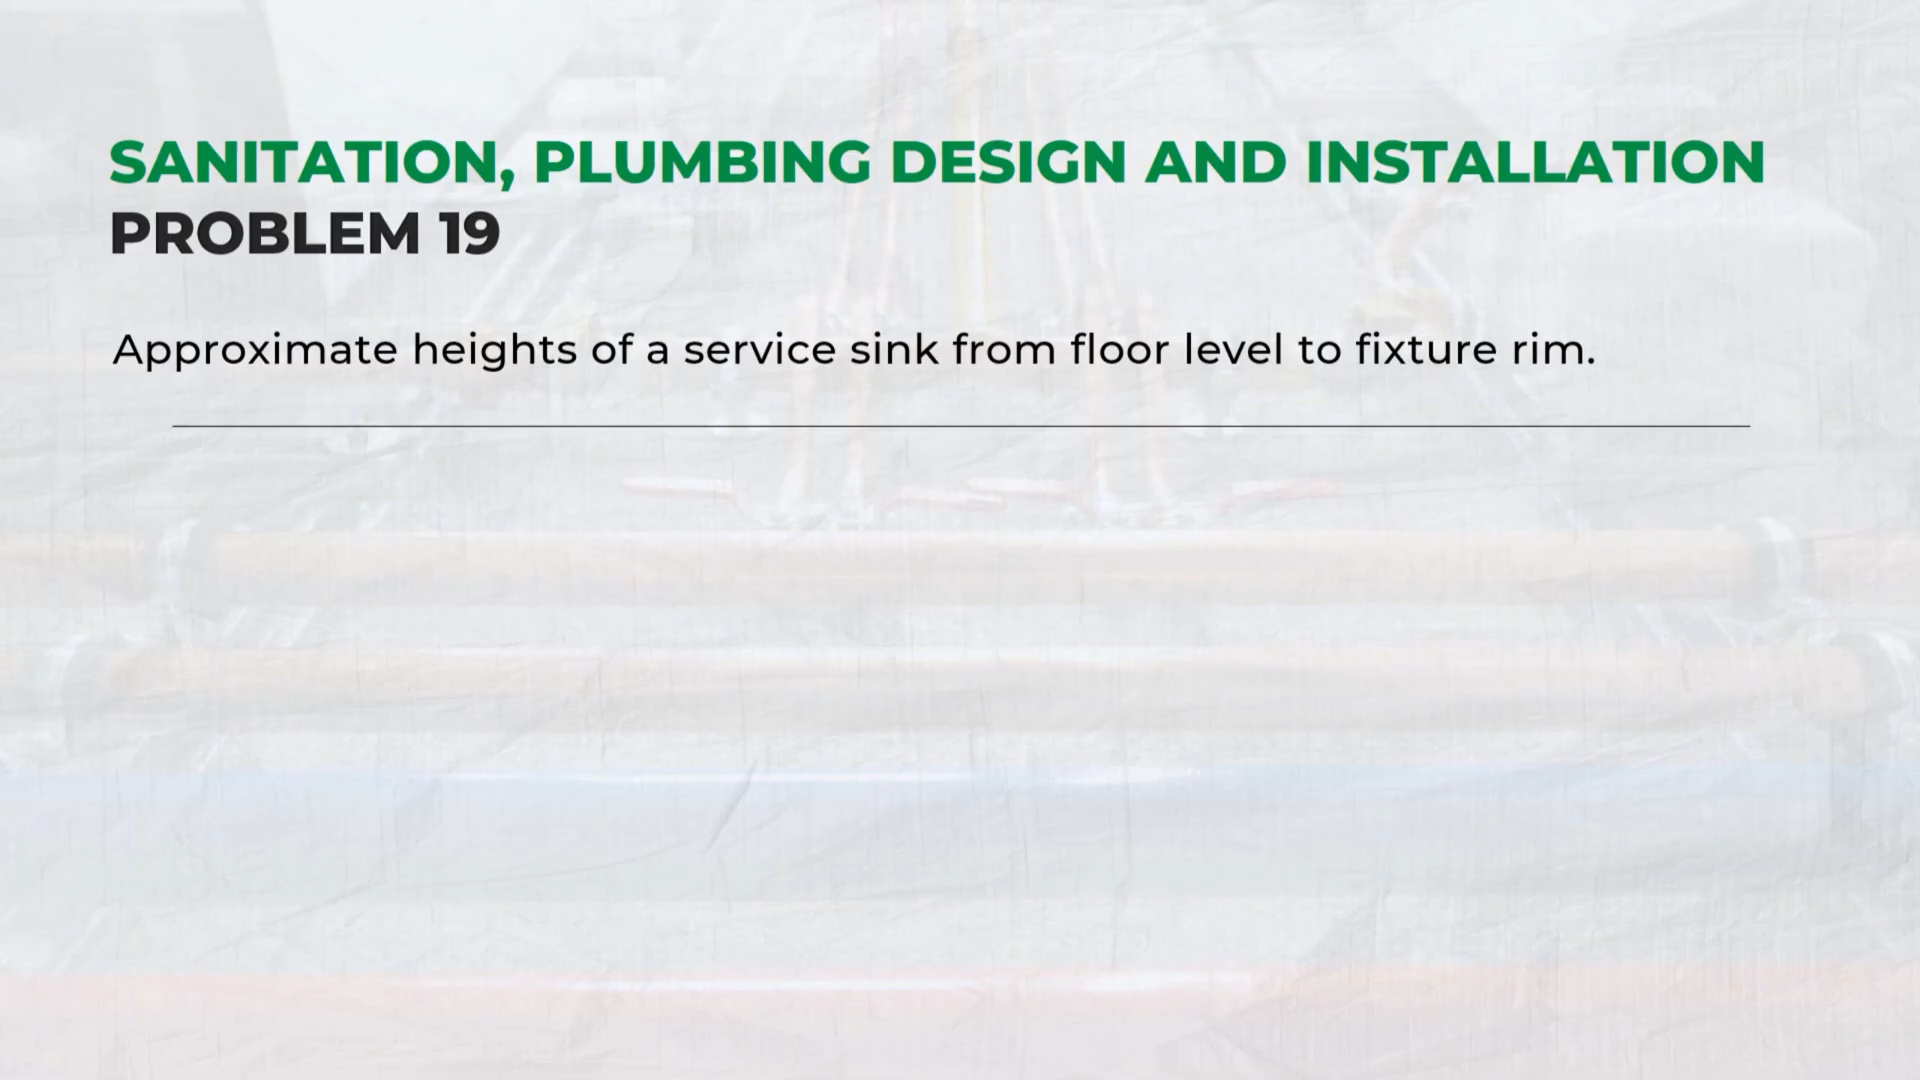 SANITATION, PLUMBING DESIGN AND INSTALLATION
PROBLEM 19
Approximate heights of a service sink from floor level to fixture rim.